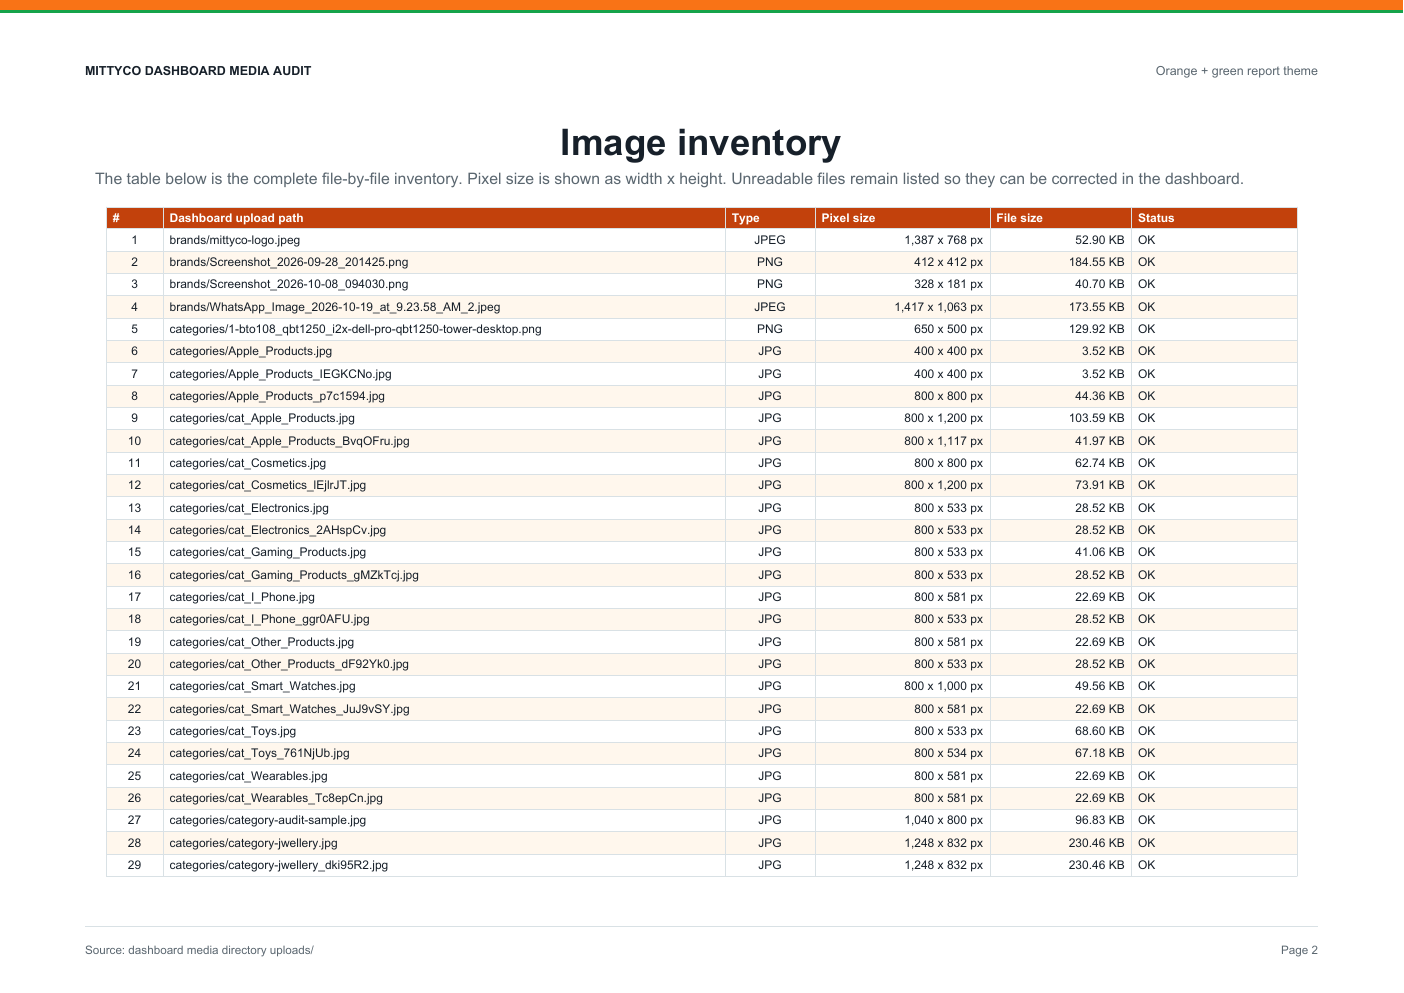 MITTYCO DASHBOARD MEDIA AUDIT
Orange + green report theme
Image inventory
The table below is the complete file-by-file inventory. Pixel size is shown as width x height. Unreadable files remain listed so they can be corrected in the dashboard.
# Dashboard upload path Type Pixel size File size Status
1 brands/mittyco-logo.jpeg JPEG 1,387 x 768 px 52.90 KB OK
2 brands/Screenshot_2026-09-28_201425.png PNG 412 x 412 px 184.55 KB OK
3 brands/Screenshot_2026-10-08_094030.png PNG 328 x 181 px 40.70 KB OK
4 brands/WhatsApp_Image_2026-10-19_at_9.23.58_AM_2.jpeg JPEG 1,417 x 1,063 px 173.55 KB OK
5 categories/1-bto108_qbt1250_i2x-dell-pro-qbt1250-tower-desktop.png PNG 650 x 500 px 129.92 KB OK
6 categories/Apple_Products.jpg JPG 400 x 400 px 3.52 KB OK
7 categories/Apple_Products_IEGKCNo.jpg JPG 400 x 400 px 3.52 KB OK
8 categories/Apple_Products_p7c1594.jpg JPG 800 x 800 px 44.36 KB OK
9 categories/cat_Apple_Products.jpg JPG 800 x 1,200 px 103.59 KB OK
10 categories/cat_Apple_Products_BvqOFru.jpg JPG 800 x 1,117 px 41.97 KB OK
11 categories/cat_Cosmetics.jpg JPG 800 x 800 px 62.74 KB OK
12 categories/cat_Cosmetics_lEjlrJT.jpg JPG 800 x 1,200 px 73.91 KB OK
13 categories/cat_Electronics.jpg JPG 800 x 533 px 28.52 KB OK
14 categories/cat_Electronics_2AHspCv.jpg JPG 800 x 533 px 28.52 KB OK
15 categories/cat_Gaming_Products.jpg JPG 800 x 533 px 41.06 KB OK
16 categories/cat_Gaming_Products_gMZkTcj.jpg JPG 800 x 533 px 28.52 KB OK
17 categories/cat_I_Phone.jpg JPG 800 x 581 px 22.69 KB OK
18 categories/cat_I_Phone_ggr0AFU.jpg JPG 800 x 533 px 28.52 KB OK
19 categories/cat_Other_Products.jpg JPG 800 x 581 px 22.69 KB OK
20 categories/cat_Other_Products_dF92Yk0.jpg JPG 800 x 533 px 28.52 KB OK
21 categories/cat_Smart_Watches.jpg JPG 800 x 1,000 px 49.56 KB OK
22 categories/cat_Smart_Watches_JuJ9vSY.jpg JPG 800 x 581 px 22.69 KB OK
23 categories/cat_Toys.jpg JPG 800 x 533 px 68.60 KB OK
24 categories/cat_Toys_761NjUb.jpg JPG 800 x 534 px 67.18 KB OK
25 categories/cat_Wearables.jpg JPG 800 x 581 px 22.69 KB OK
26 categories/cat_Wearables_Tc8epCn.jpg JPG 800 x 581 px 22.69 KB OK
27 categories/category-audit-sample.jpg JPG 1,040 x 800 px 96.83 KB OK
28 categories/category-jwellery.jpg JPG 1,248 x 832 px 230.46 KB OK
29 categories/category-jwellery_dki95R2.jpg JPG 1,248 x 832 px 230.46 KB OK
Source: dashboard media directory uploads/
Page 2